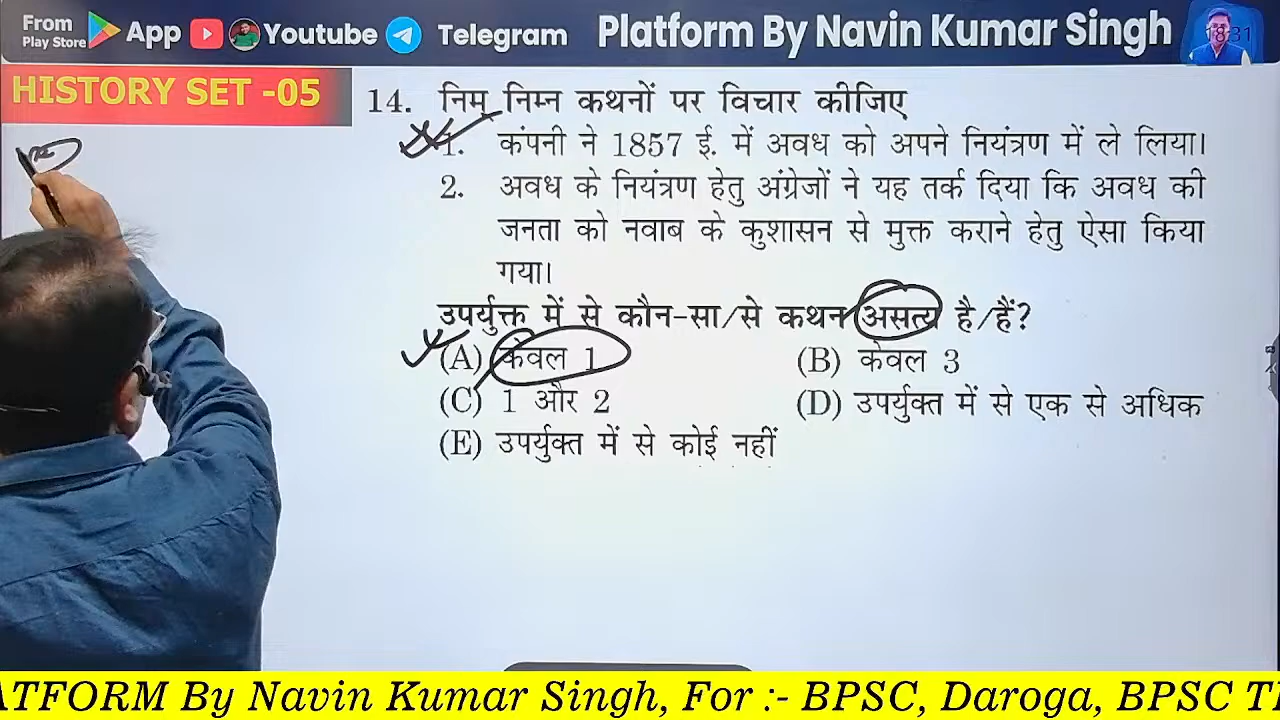 From
Play Store
App
Youtube
Telegram
Platform By Navin Kumar Singh
HISTORY SET -05
14. निम् निम्न कथनों पर विचार कीजिए
1. कंपनी ने 1857 ई. में अवध को अपने नियंत्रण में ले लिया।
2. अवध के नियंत्रण हेतु अंग्रेजों ने यह तर्क दिया कि अवध की
जनता को नवाब के कुशासन से मुक्त कराने हेतु ऐसा किया
गया।
उपर्युक्त में से कौन-सा/से कथन असत्य है/हैं?
(A) केवल 1
(B) केवल 3
(C) 1 और 2
(D) उपर्युक्त में से एक से अधिक
(E) उपर्युक्त में से कोई नहीं
ATFORM By Navin Kumar Singh, For :- BPSC, Daroga, BPSC T